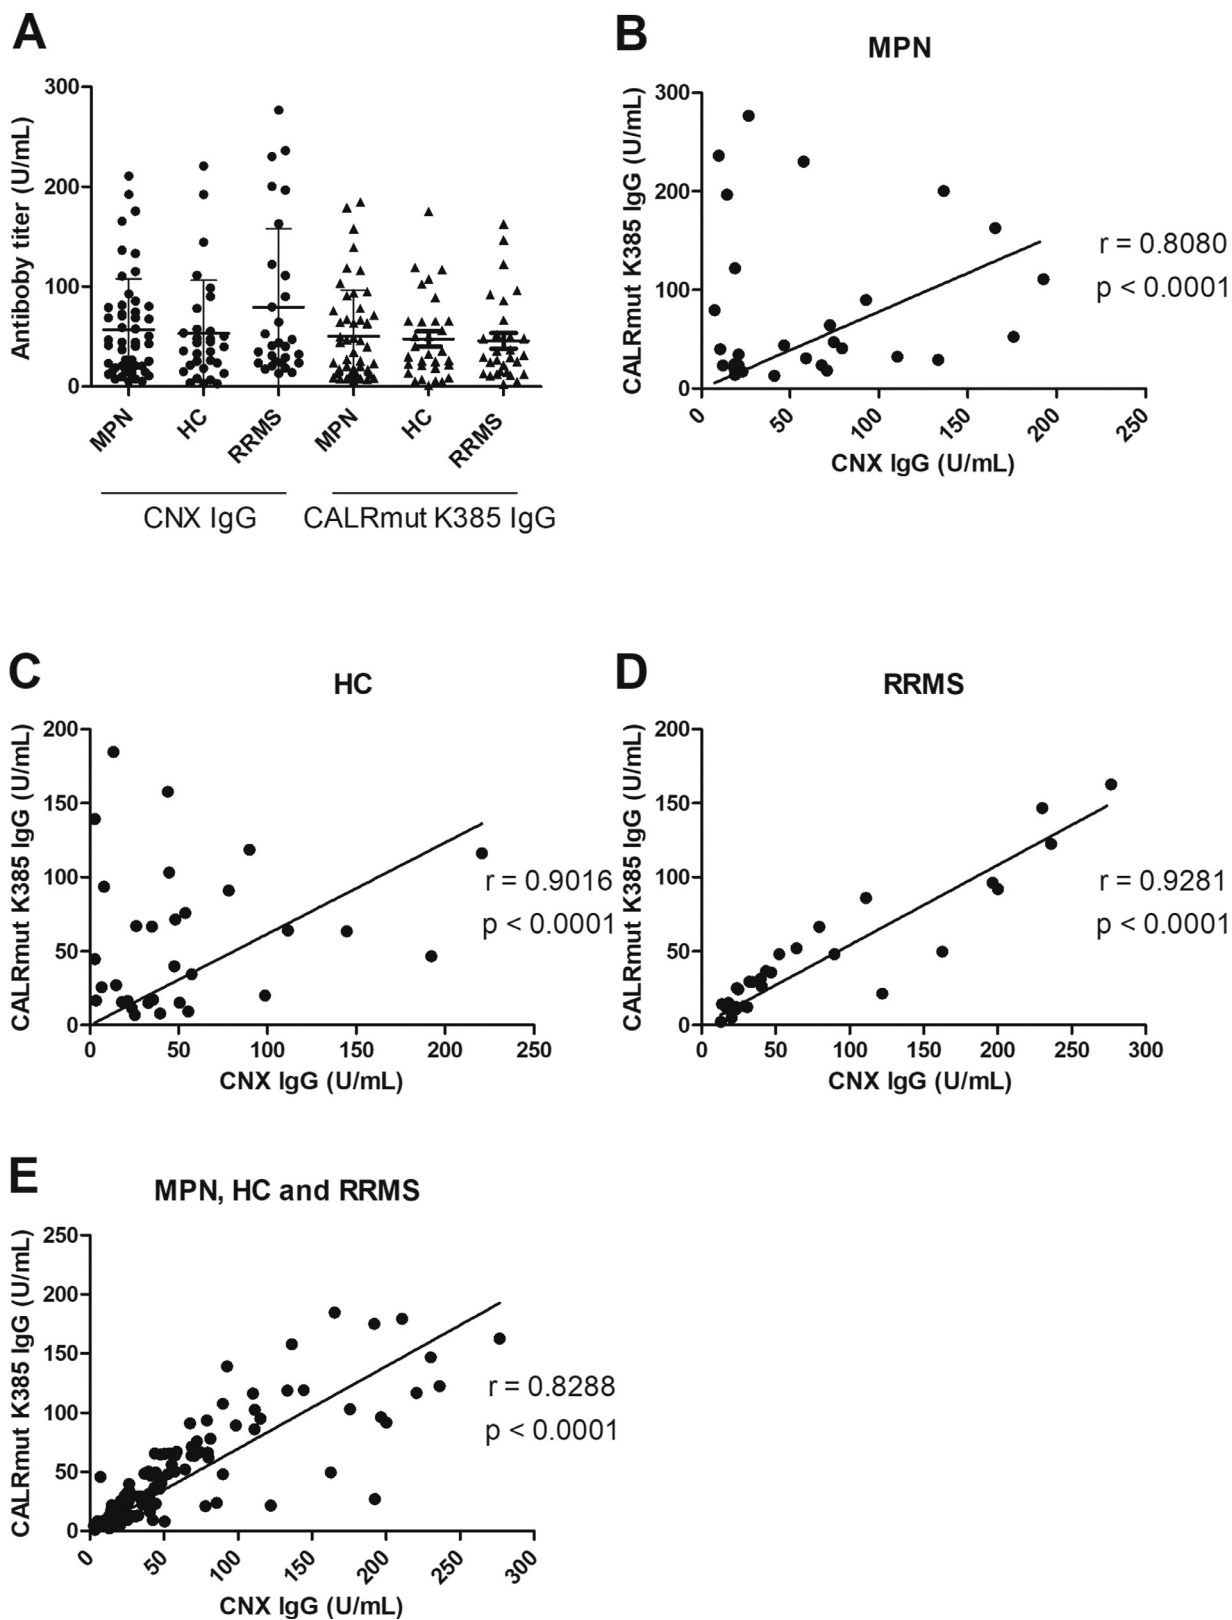 A
Antiboby titer (U/mL)
300
200
100
0
MPN
HC
RRMS
MPN
HC
RRMS
CNX IgG
CALRmut K385 IgG
B
MPN
CALRmut K385 IgG (U/mL)
300
200
100
0
0
50
100
150
200
250
CNX IgG (U/mL)
r = 0.8080
p < 0.0001
C
HC
CALRmut K385 IgG (U/mL)
200
150
100
50
0
0
50
100
150
200
250
CNX IgG (U/mL)
r = 0.9016
p < 0.0001
D
RRMS
CALRmut K385 IgG (U/mL)
200
150
100
50
0
0
50
100
150
200
250
300
CNX IgG (U/mL)
r = 0.9281
p < 0.0001
E
MPN, HC and RRMS
CALRmut K385 IgG (U/mL)
250
200
150
100
50
0
0
50
100
150
200
250
300
CNX IgG (U/mL)
r = 0.8288
p < 0.0001